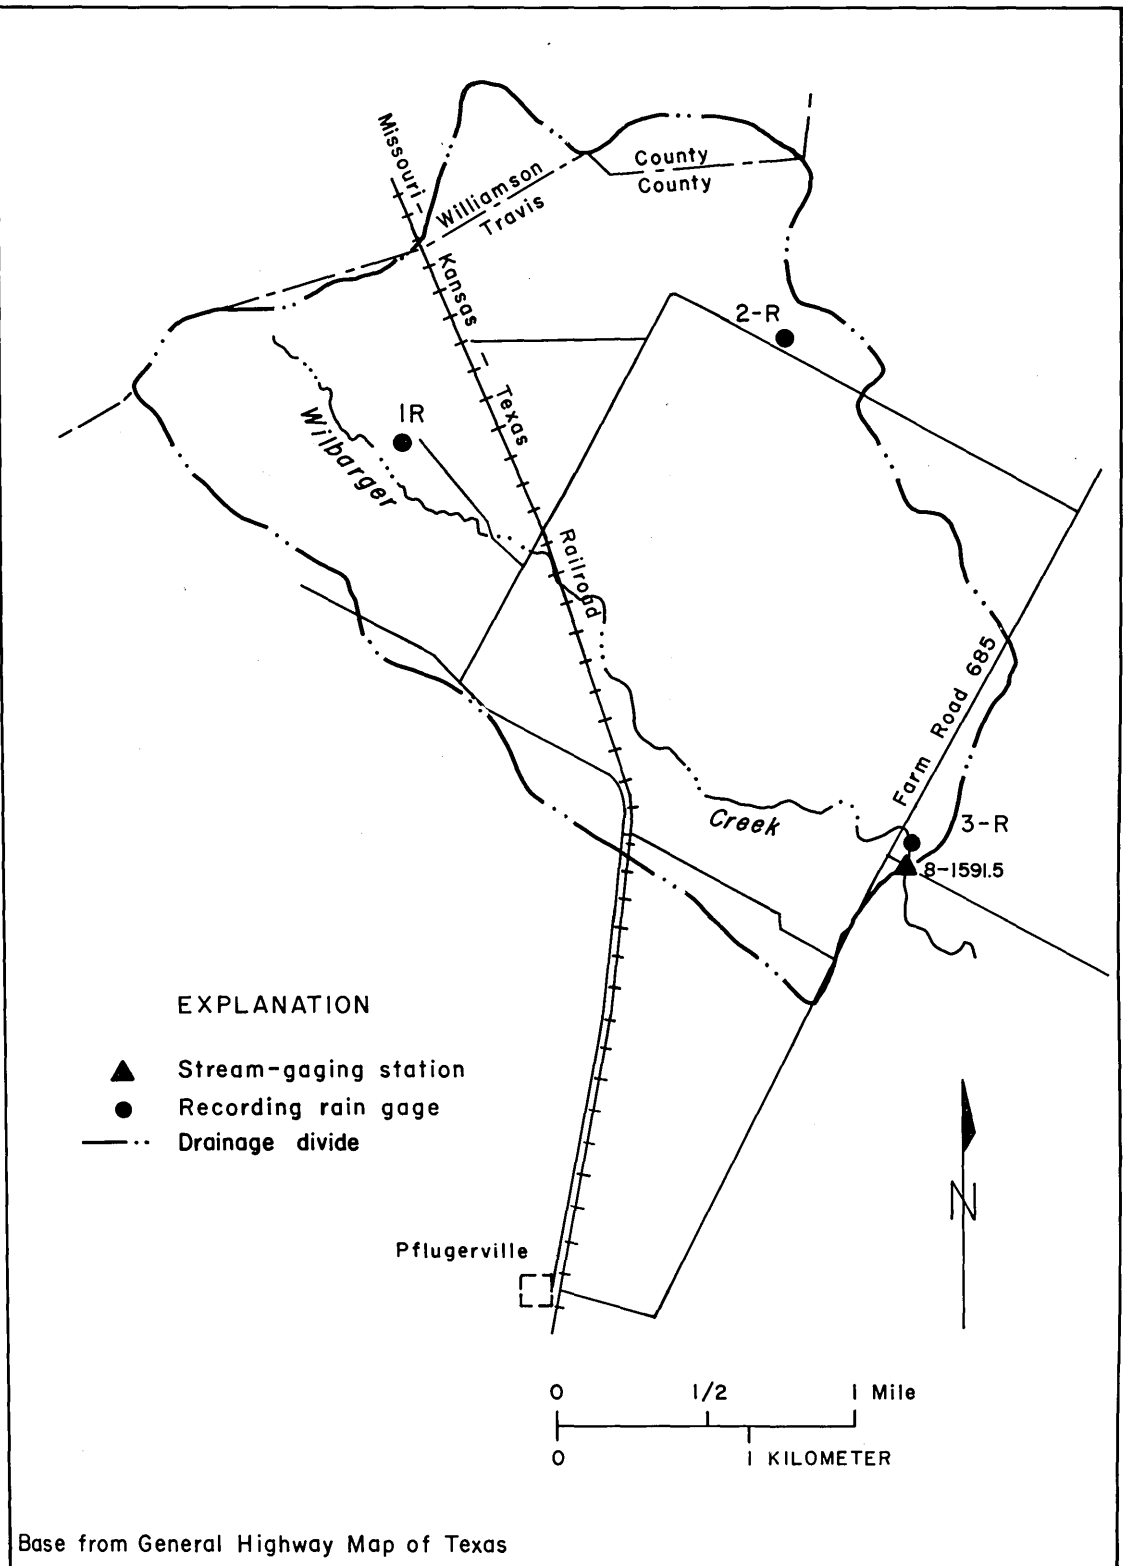 Missouri –
Kansas –
Texas
Railroad
Williamson County
Travis County
2-R
1R
Wilbarger
Creek
Farm Road 685
3-R
8-1591.5
EXPLANATION
Stream-gaging station
Recording rain gage
Drainage divide
N
Pflugerville
0 1/2 1 Mile
0 1 KILOMETER
Base from General Highway Map of Texas